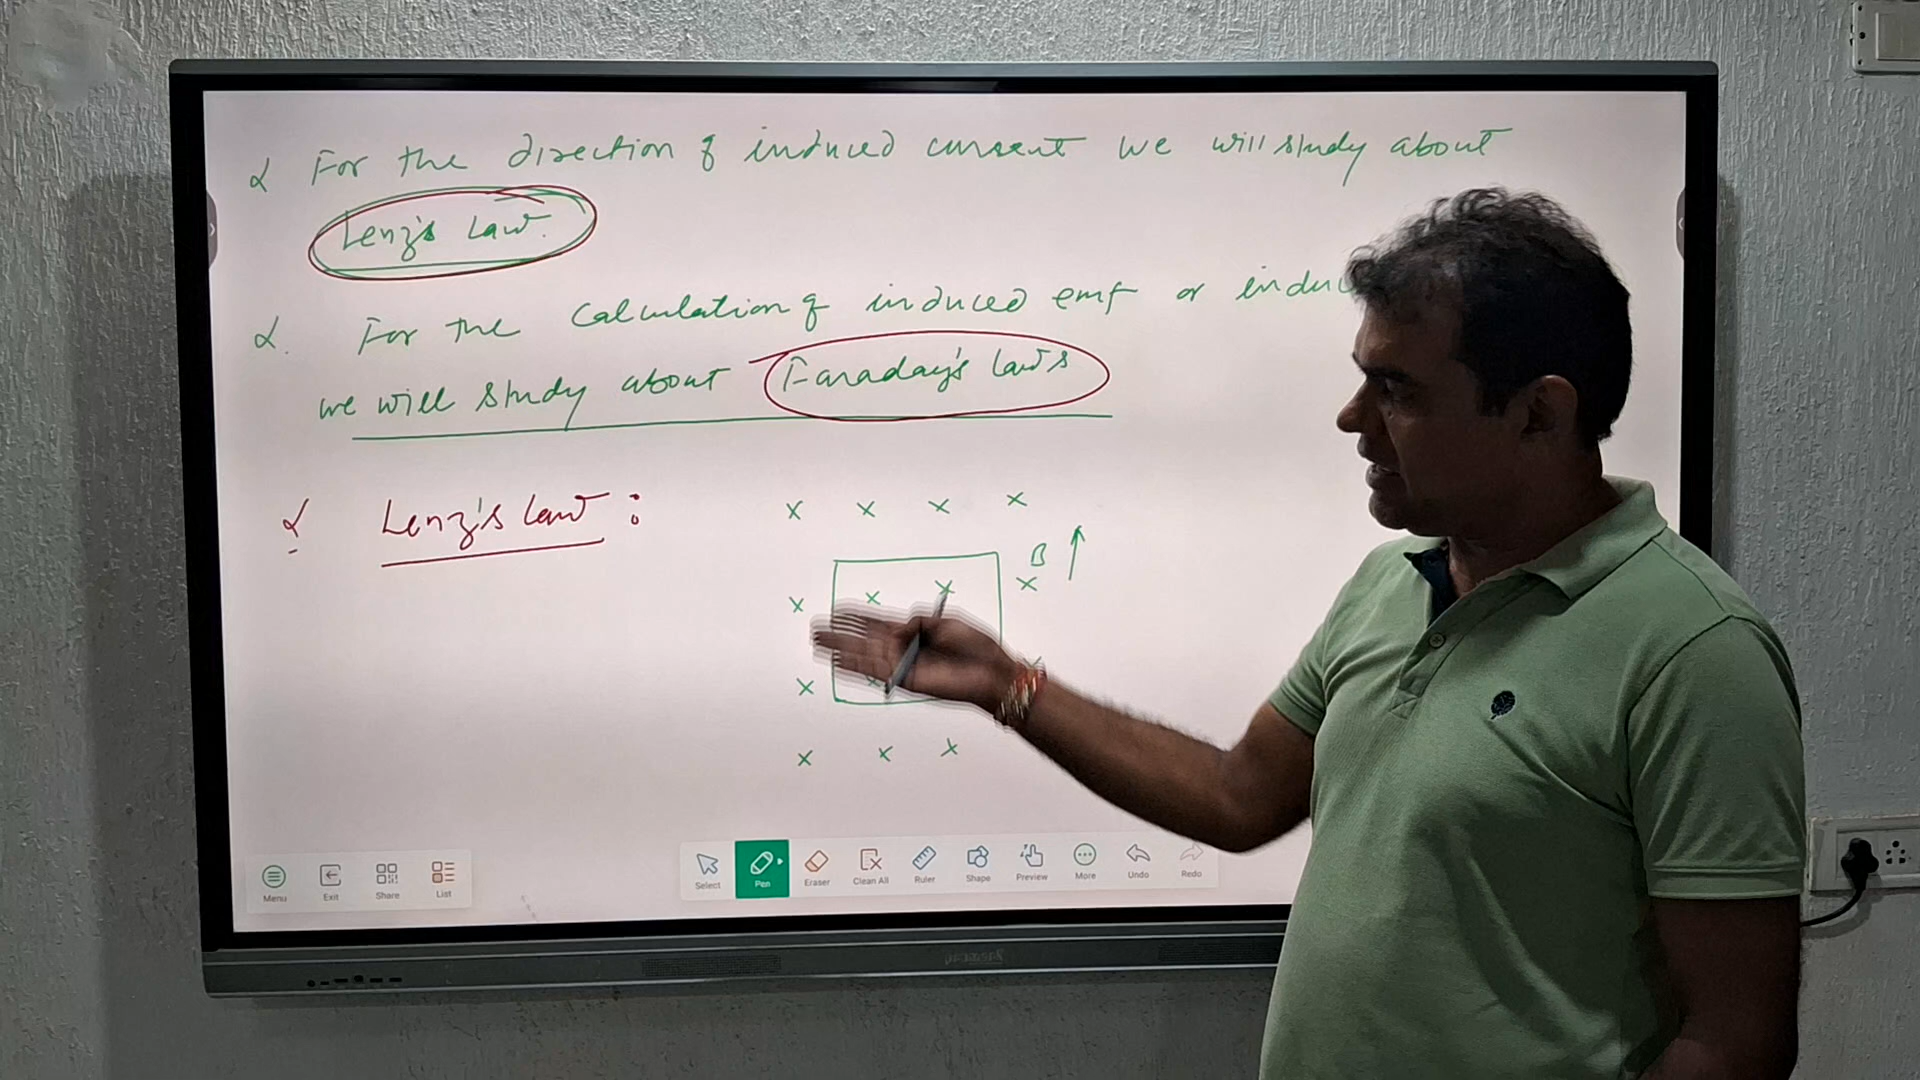 α For the direction of induced current we will study about
Lenz's Law.
α. For the Calculation of induced emf or
we will study about Faraday's laws
α Lenz's law :
x x x x
B ↑
x x x x
x x
x x x
Menu Exit Share List
Select Pen Eraser Clean All Ruler Shape Preview More Undo Redo